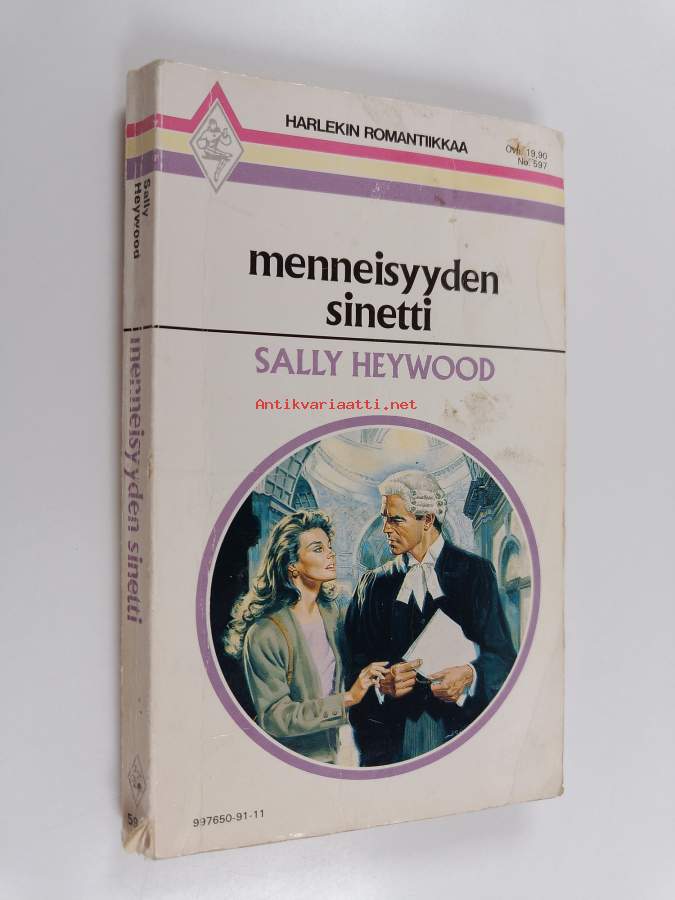 HARLEKIN ROMANTIIKKAA
Ovh. 19,90
No. 597
menneisyyden
sinetti
SALLY HEYWOOD
Antikvariaatti.net
997650-91-11
Sally
Heywood
menneisyyden sinetti
59